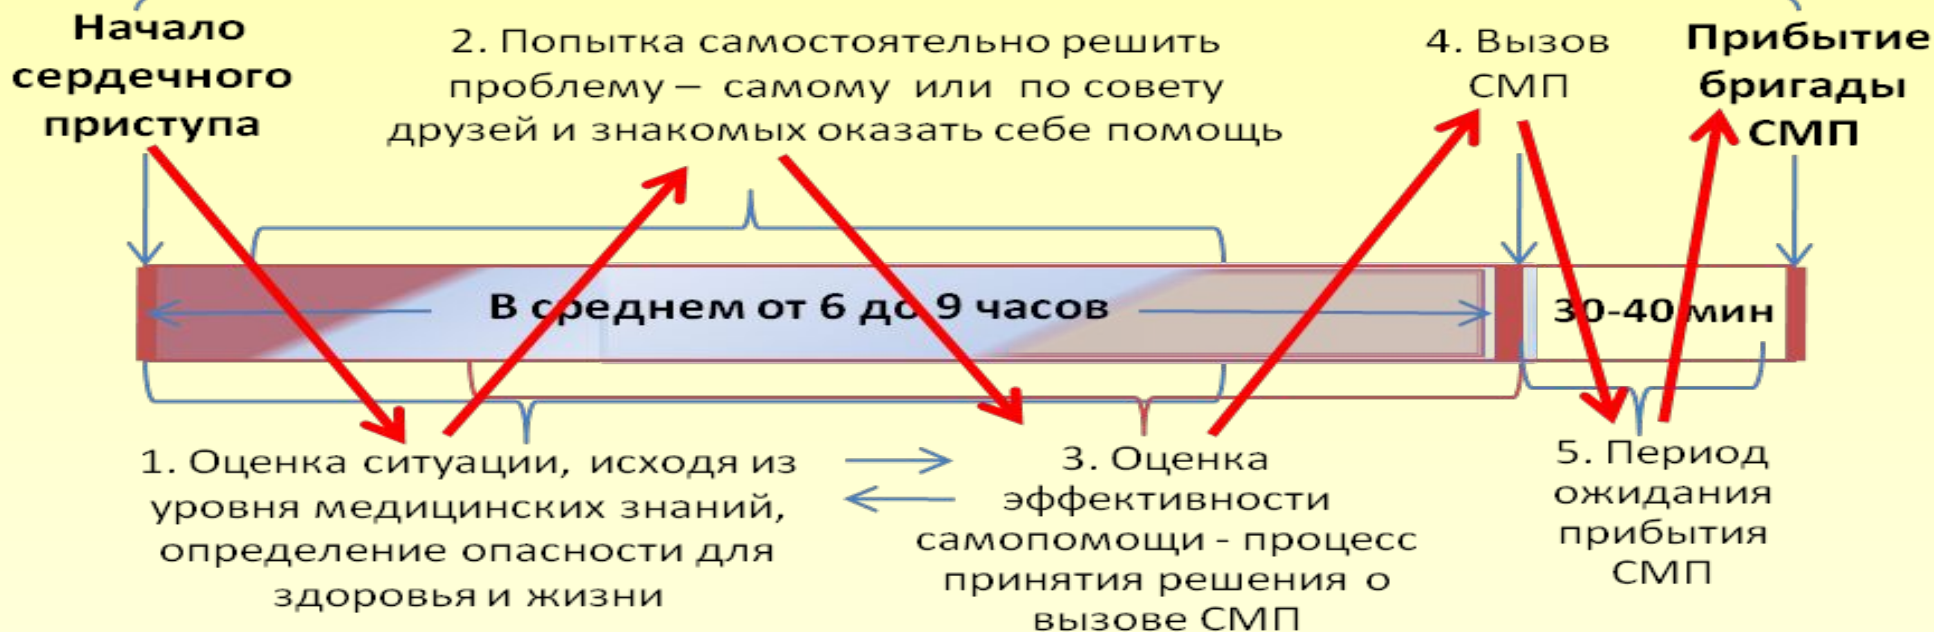 Начало
сердечного
приступа
2. Попытка самостоятельно решить
проблему – самому или по совету
друзей и знакомых оказать себе помощь
4. Вызов
СМП
Прибытие
бригады
СМП
В среднем от 6 до 9 часов
30-40 мин
1. Оценка ситуации, исходя из
уровня медицинских знаний,
определение опасности для
здоровья и жизни
3. Оценка
эффективности
самопомощи - процесс
принятия решения о
вызове СМП
5. Период
ожидания
прибытия
СМП